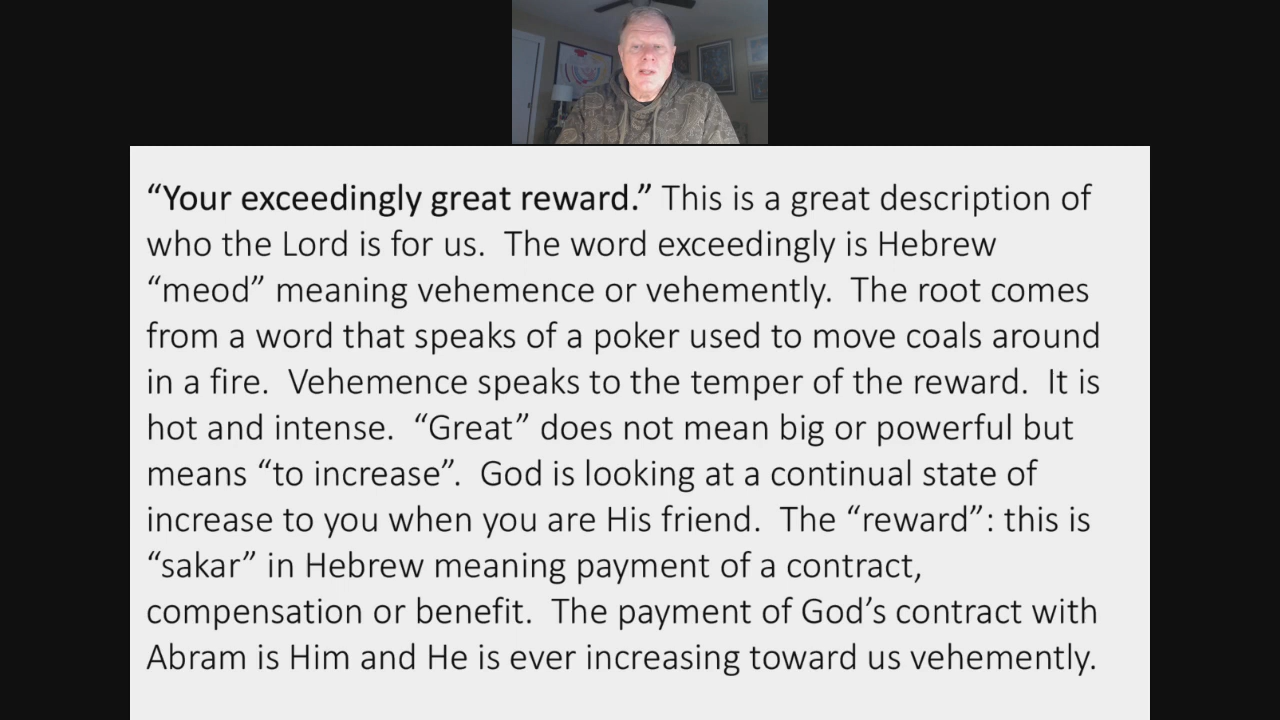 “Your exceedingly great reward.” This is a great description of
who the Lord is for us.  The word exceedingly is Hebrew
“meod” meaning vehemence or vehemently.  The root comes
from a word that speaks of a poker used to move coals around
in a fire.  Vehemence speaks to the temper of the reward.  It is
hot and intense.  “Great” does not mean big or powerful but
means “to increase”.  God is looking at a continual state of
increase to you when you are His friend.  The “reward”: this is
“sakar” in Hebrew meaning payment of a contract,
compensation or benefit.  The payment of God’s contract with
Abram is Him and He is ever increasing toward us vehemently.